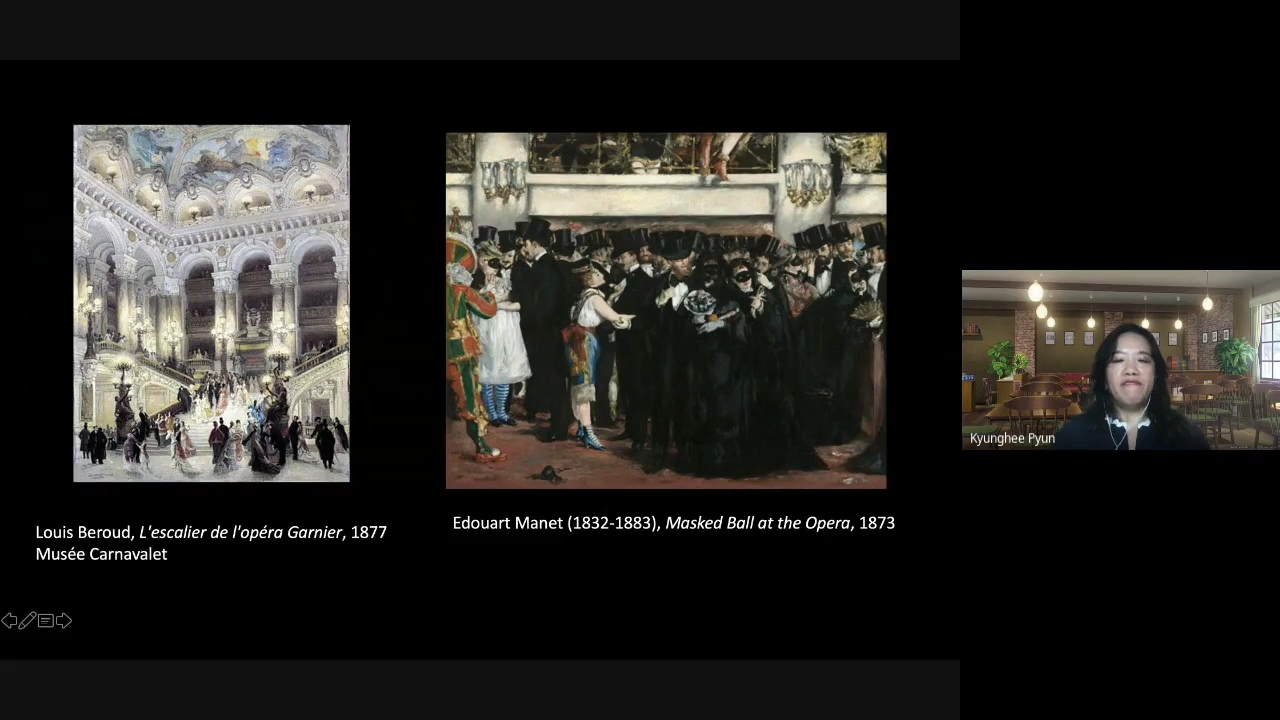 Louis Beroud, L'escalier de l'opéra Garnier, 1877
Musée Carnavalet
Edouart Manet (1832-1883), Masked Ball at the Opera, 1873
Kyunghee Pyun